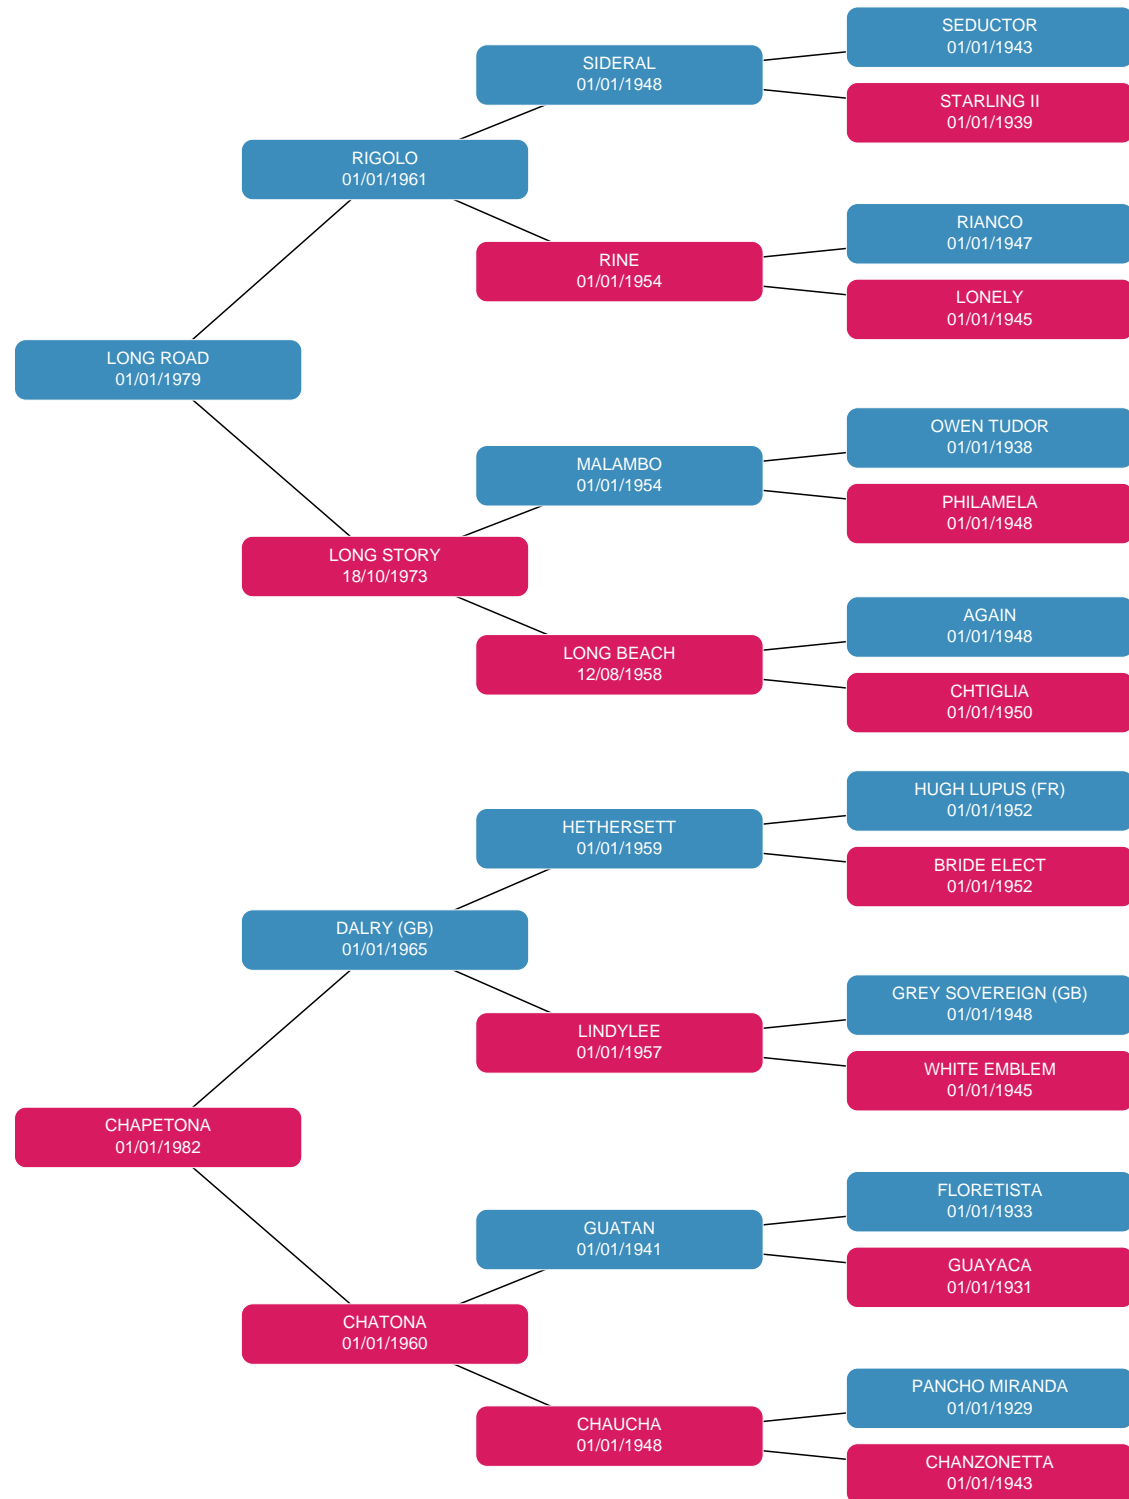 SEDUCTOR
01/01/1943
SIDERAL
01/01/1948
STARLING II
01/01/1939
RIGOLO
01/01/1961
RIANCO
01/01/1947
RINE
01/01/1954
LONELY
01/01/1945
LONG ROAD
01/01/1979
OWEN TUDOR
01/01/1938
MALAMBO
01/01/1954
PHILAMELA
01/01/1948
LONG STORY
18/10/1973
AGAIN
01/01/1948
LONG BEACH
12/08/1958
CHTIGLIA
01/01/1950
HUGH LUPUS (FR)
01/01/1952
HETHERSETT
01/01/1959
BRIDE ELECT
01/01/1952
DALRY (GB)
01/01/1965
GREY SOVEREIGN (GB)
01/01/1948
LINDYLEE
01/01/1957
WHITE EMBLEM
01/01/1945
CHAPETONA
01/01/1982
FLORETISTA
01/01/1933
GUATAN
01/01/1941
GUAYACA
01/01/1931
CHATONA
01/01/1960
PANCHO MIRANDA
01/01/1929
CHAUCHA
01/01/1948
CHANZONETTA
01/01/1943